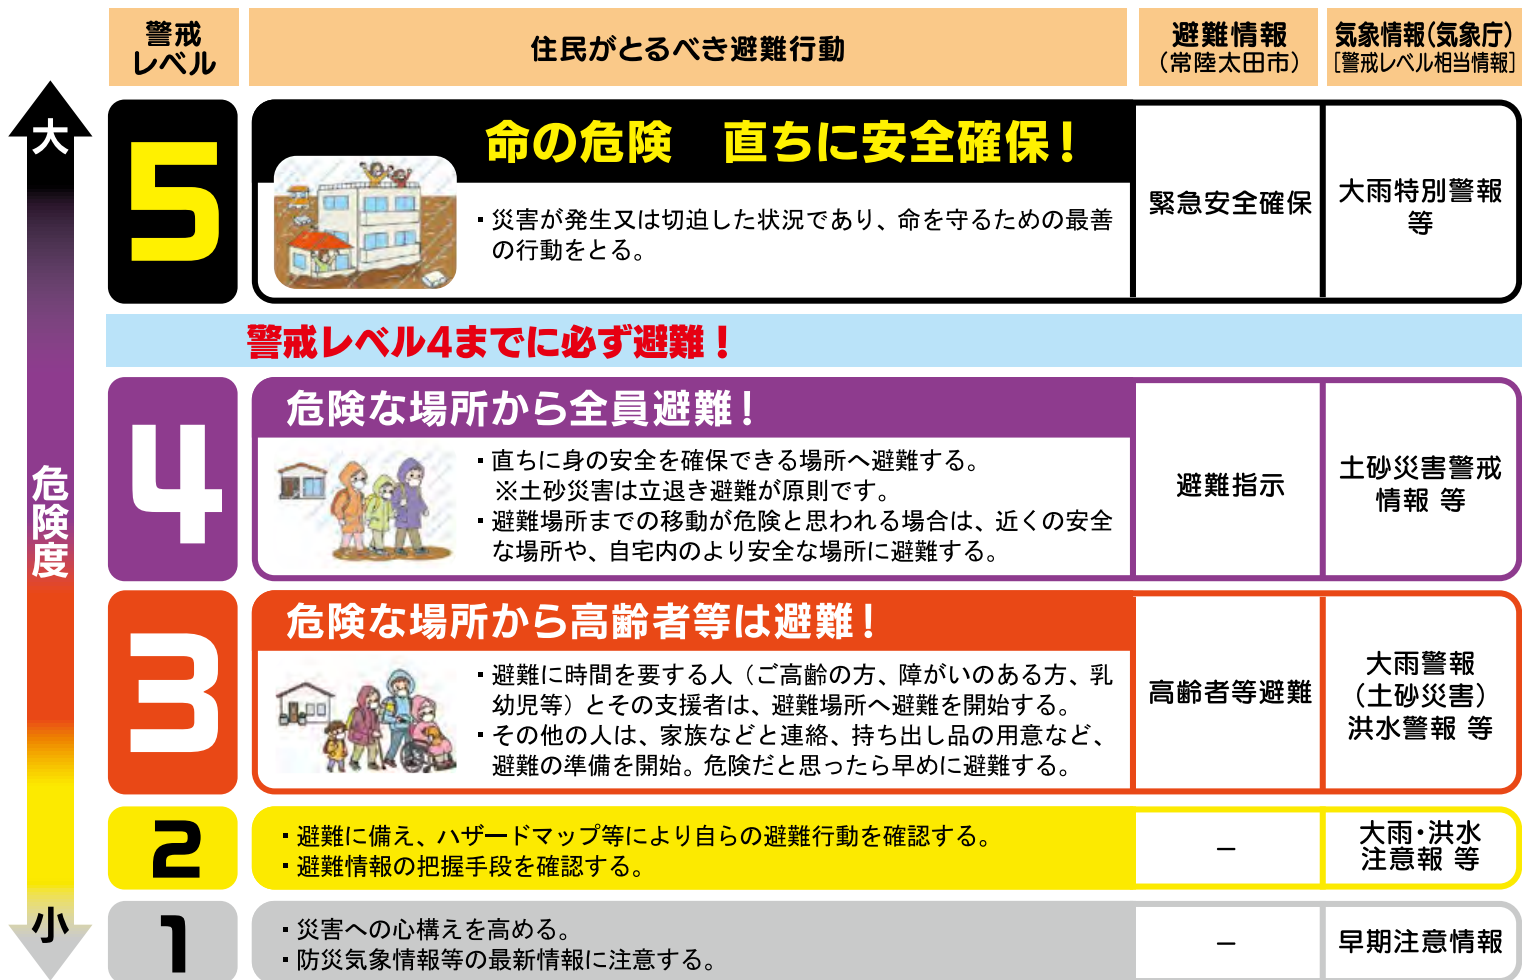 警戒
レベル
住民がとるべき避難行動
避難情報
（常陸太田市）
気象情報（気象庁）
［警戒レベル相当情報］
大
危険度
小
5
命の危険　直ちに安全確保！
・災害が発生又は切迫した状況であり、命を守るための最善
の行動をとる。
緊急安全確保
大雨特別警報
等
警戒レベル4までに必ず避難！
4
危険な場所から全員避難！
・直ちに身の安全を確保できる場所へ避難する。
※土砂災害は立退き避難が原則です。
・避難場所までの移動が危険と思われる場合は、近くの安全
な場所や、自宅内のより安全な場所に避難する。
避難指示
土砂災害警戒
情報 等
3
危険な場所から高齢者等は避難！
・避難に時間を要する人（ご高齢の方、障がいのある方、乳
幼児等）とその支援者は、避難場所へ避難を開始する。
・その他の人は、家族などと連絡、持ち出し品の用意など、
避難の準備を開始。危険だと思ったら早めに避難する。
高齢者等避難
大雨警報
（土砂災害）
洪水警報 等
2
・避難に備え、ハザードマップ等により自らの避難行動を確認する。
・避難情報の把握手段を確認する。
−
大雨・洪水
注意報 等
1
・災害への心構えを高める。
・防災気象情報等の最新情報に注意する。
−
早期注意情報